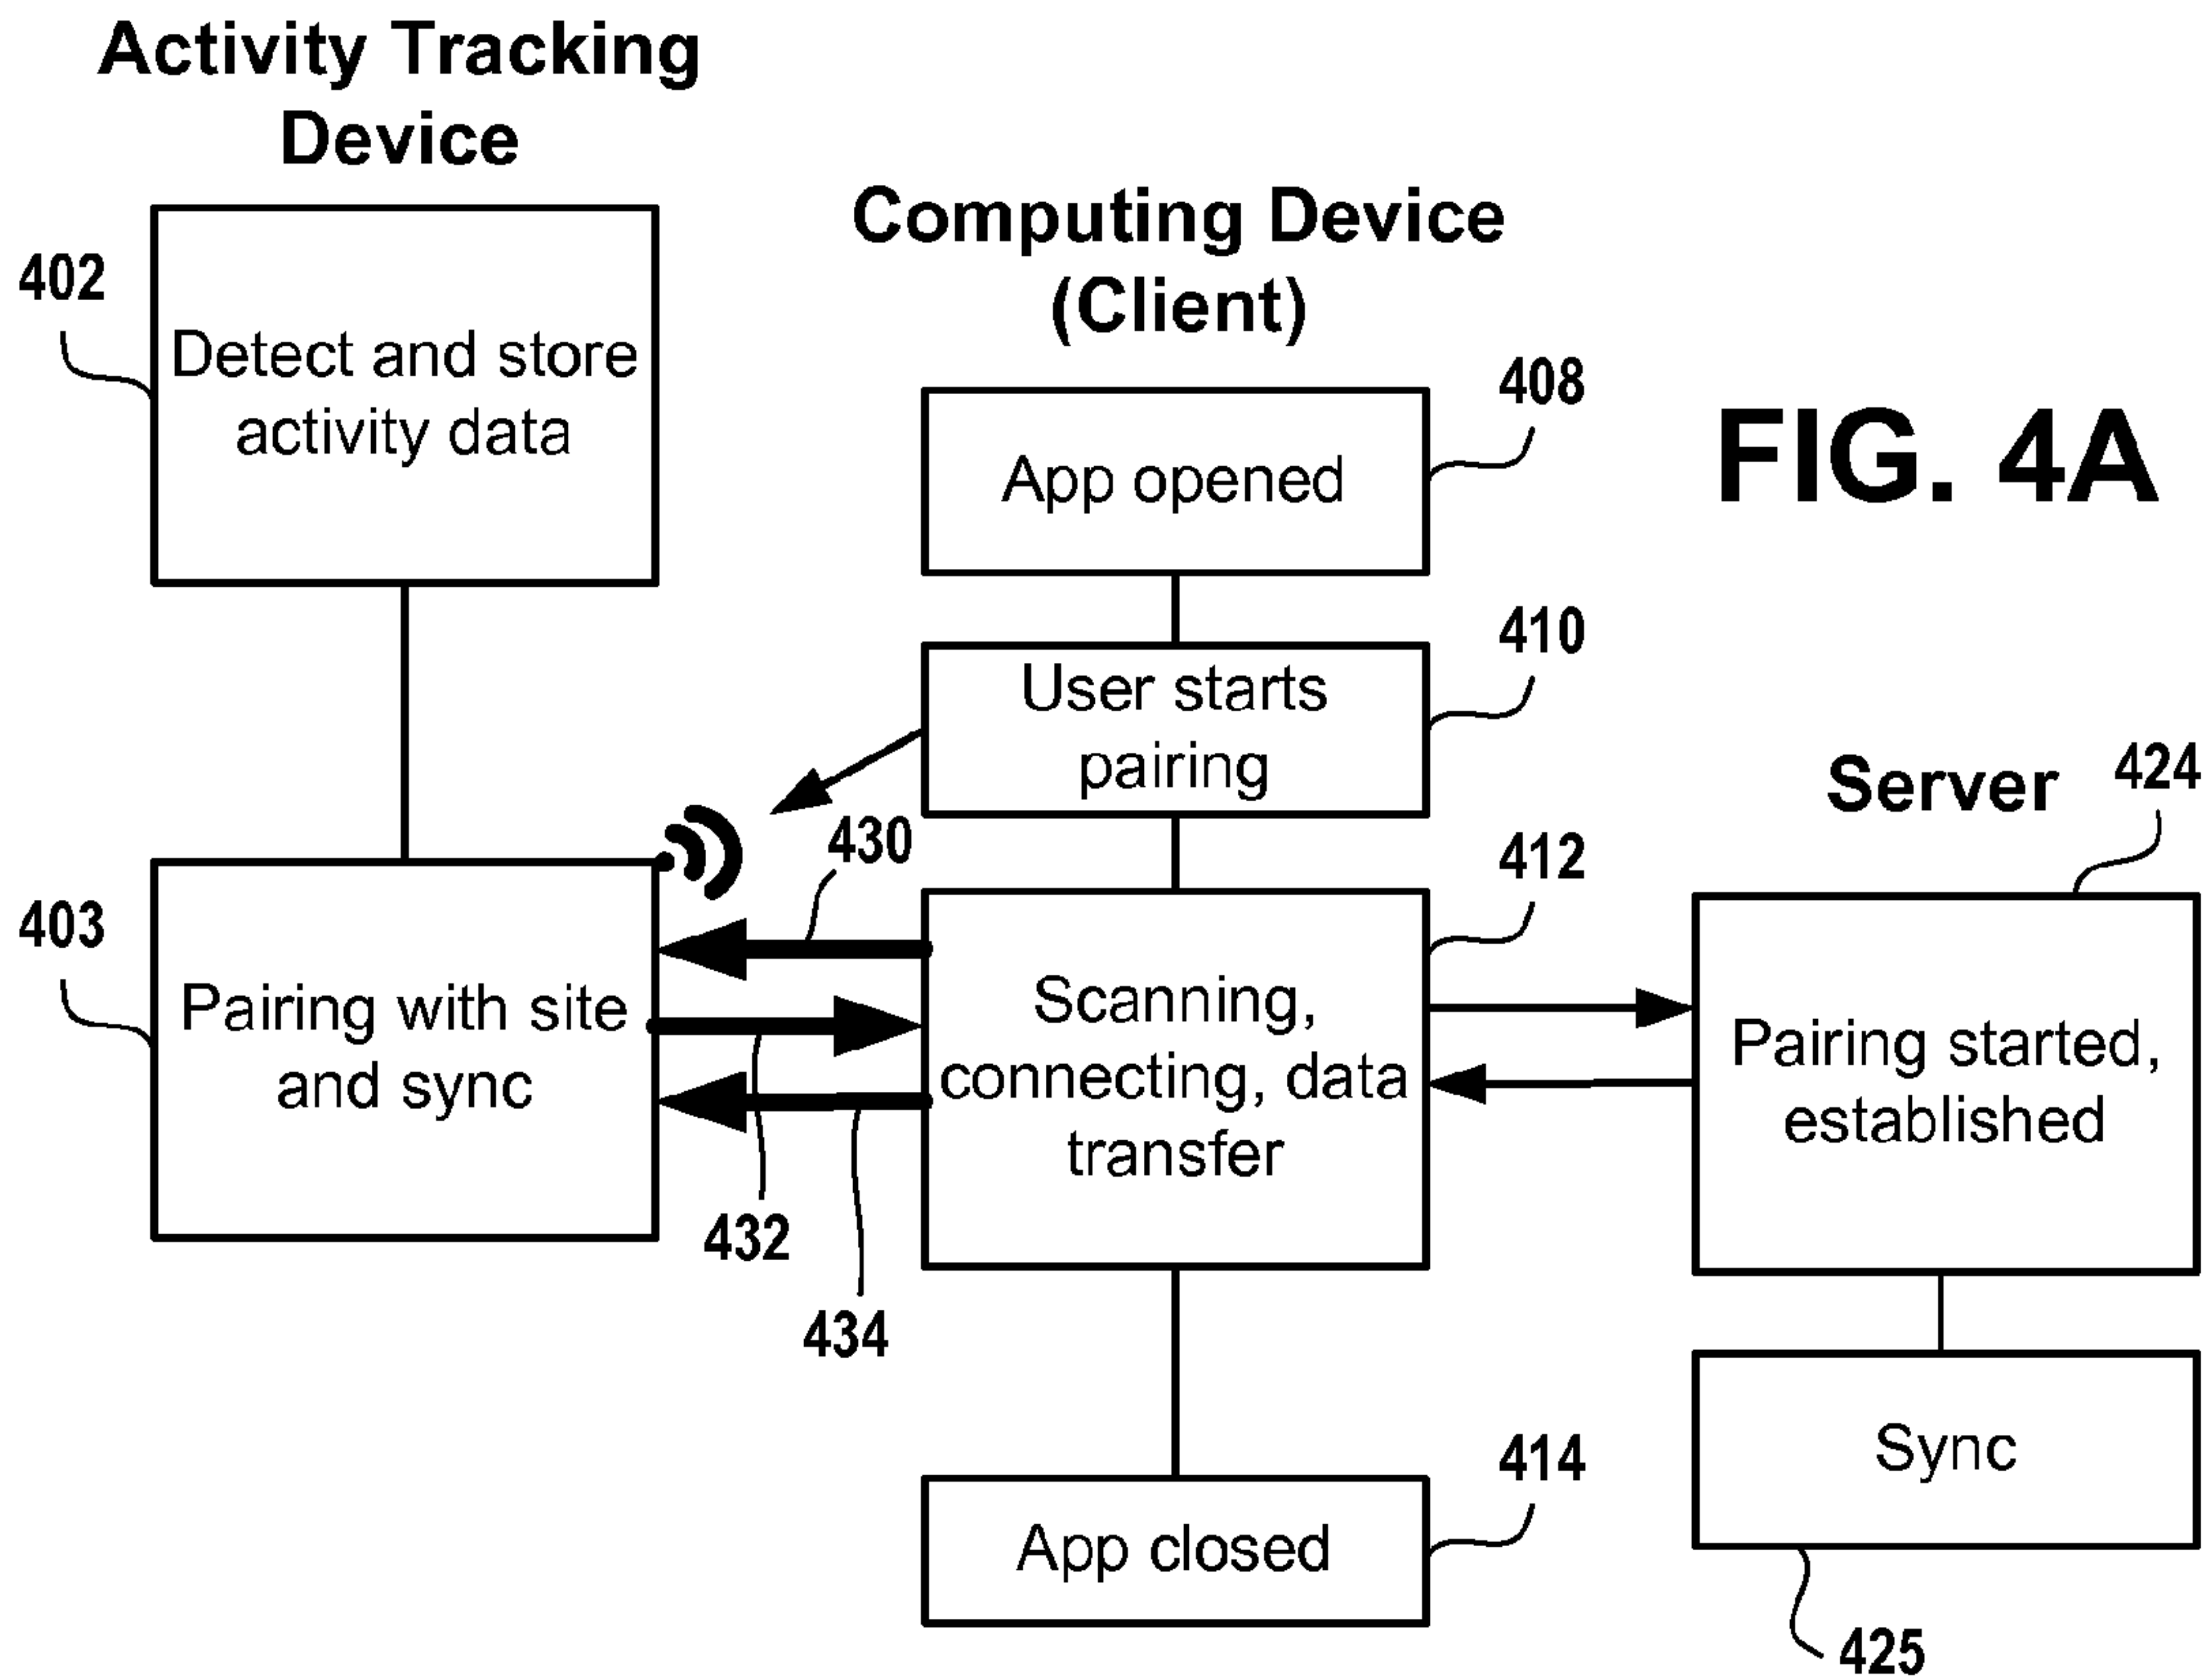 Activity Tracking
Device
402
Detect and store
activity data
Computing Device
(Client)
408
App opened
FIG. 4A
410
User starts
pairing
430
412
Server
424
403
Pairing with site
and sync
Scanning,
connecting, data
transfer
Pairing started,
established
432
434
414
App closed
Sync
425